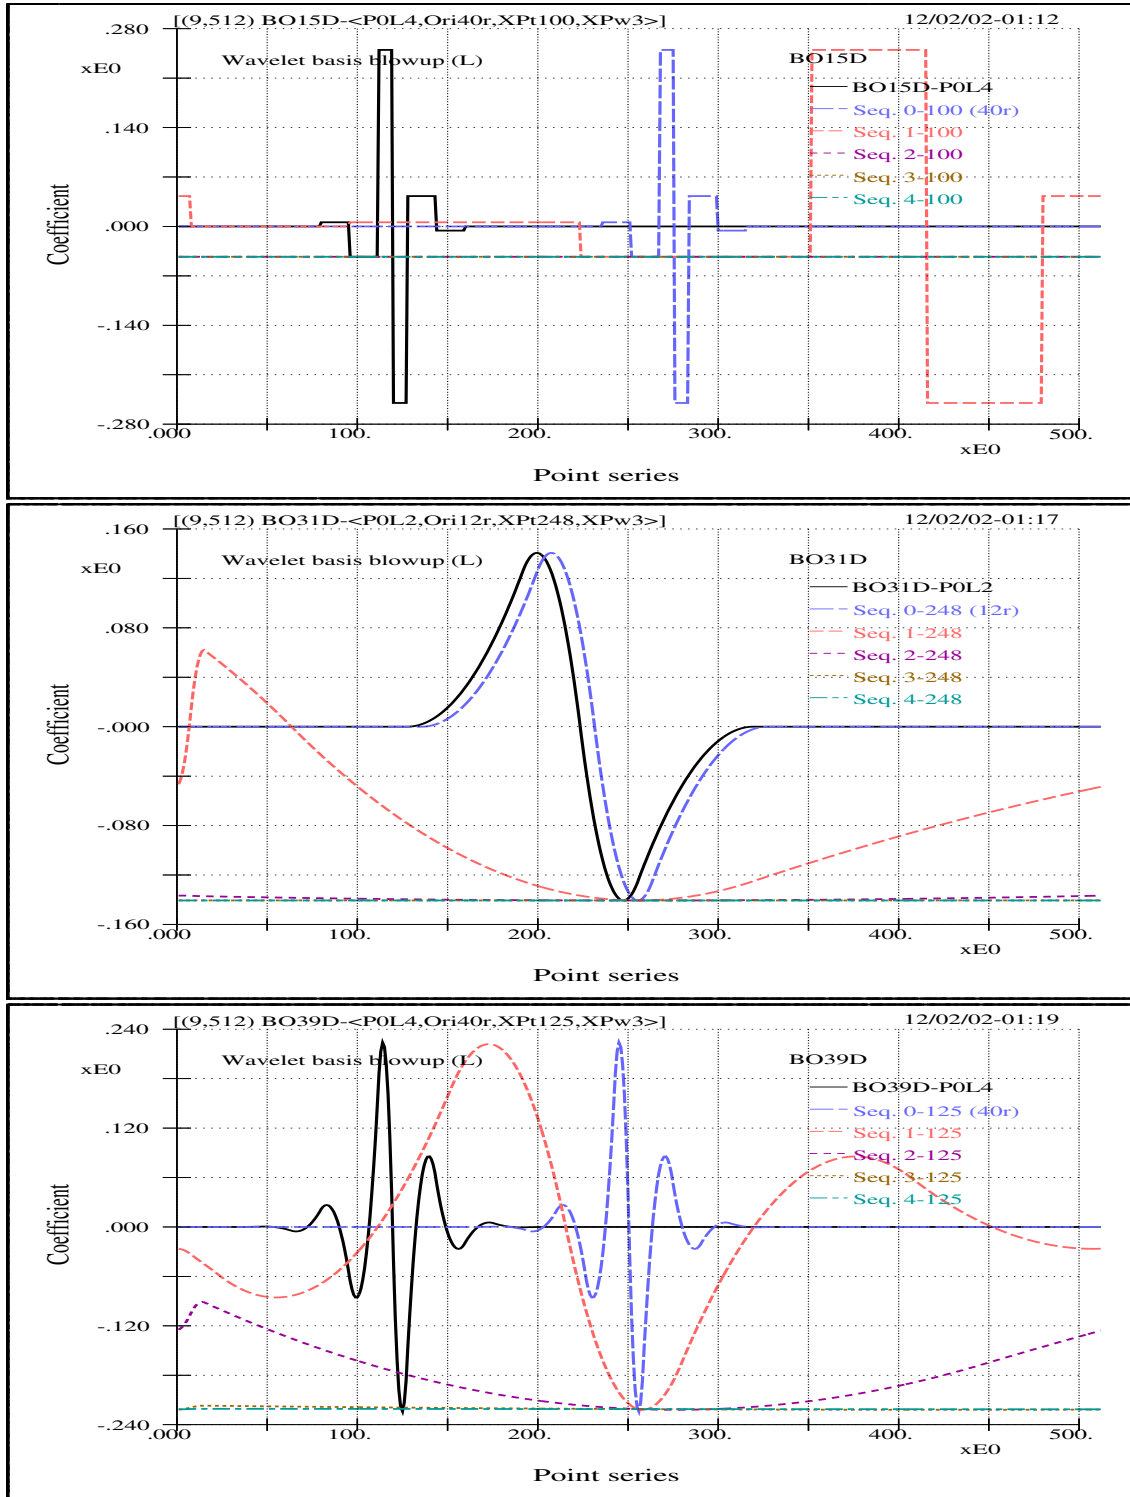 [(9,512) BO15D-<P0L4,Ori40r,XPt100,XPw3>] 12/02/02-01:12
.280
xE0
Wavelet basis blowup (L) BO15D
BO15D-P0L4
Seq. 0-100 (40r)
.140
Seq. 1-100
Seq. 2-100
Seq. 3-100
Seq. 4-100
.000
Coefficient
-.140
-.280
.000 100. 200. 300. 400. 500.
xE0
Point series
[(9,512) BO31D-<P0L2,Ori12r,XPt248,XPw3>] 12/02/02-01:17
.160
xE0
Wavelet basis blowup (L) BO31D
BO31D-P0L2
Seq. 0-248 (12r)
.080
Seq. 1-248
Seq. 2-248
Seq. 3-248
Seq. 4-248
-.000
Coefficient
-.080
-.160
.000 100. 200. 300. 400. 500.
xE0
Point series
[(9,512) BO39D-<P0L4,Ori40r,XPt125,XPw3>] 12/02/02-01:19
.240
xE0
Wavelet basis blowup (L) BO39D
BO39D-P0L4
Seq. 0-125 (40r)
.120
Seq. 1-125
Seq. 2-125
Seq. 3-125
Seq. 4-125
.000
Coefficient
-.120
-.240
.000 100. 200. 300. 400. 500.
xE0
Point series